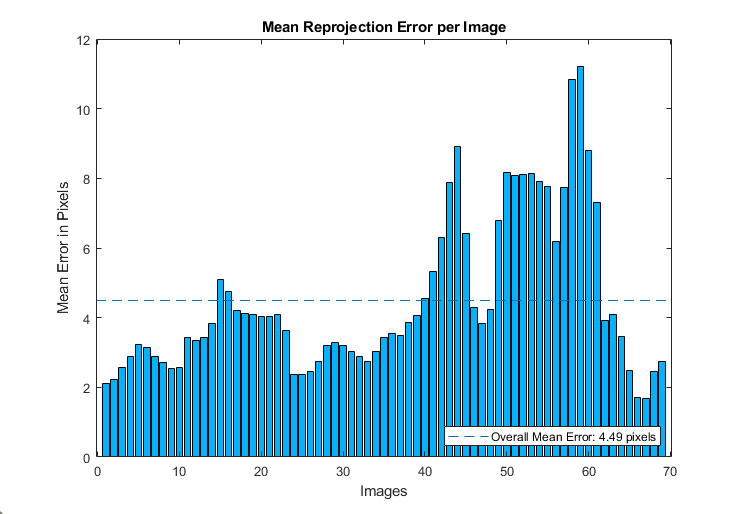 Mean Reprojection Error per Image
Mean Error in Pixels
12
10
8
6
4
2
0
0 10 20 30 40 50 60 70
Images
Overall Mean Error: 4.49 pixels